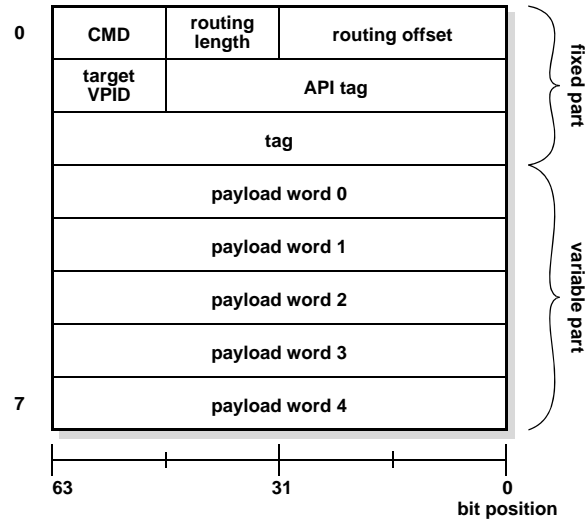 0
CMD
routing
length
routing offset
target
VPID
API tag
tag
payload word 0
payload word 1
payload word 2
payload word 3
7
payload word 4
fixed part
variable part
63
31
0
bit position